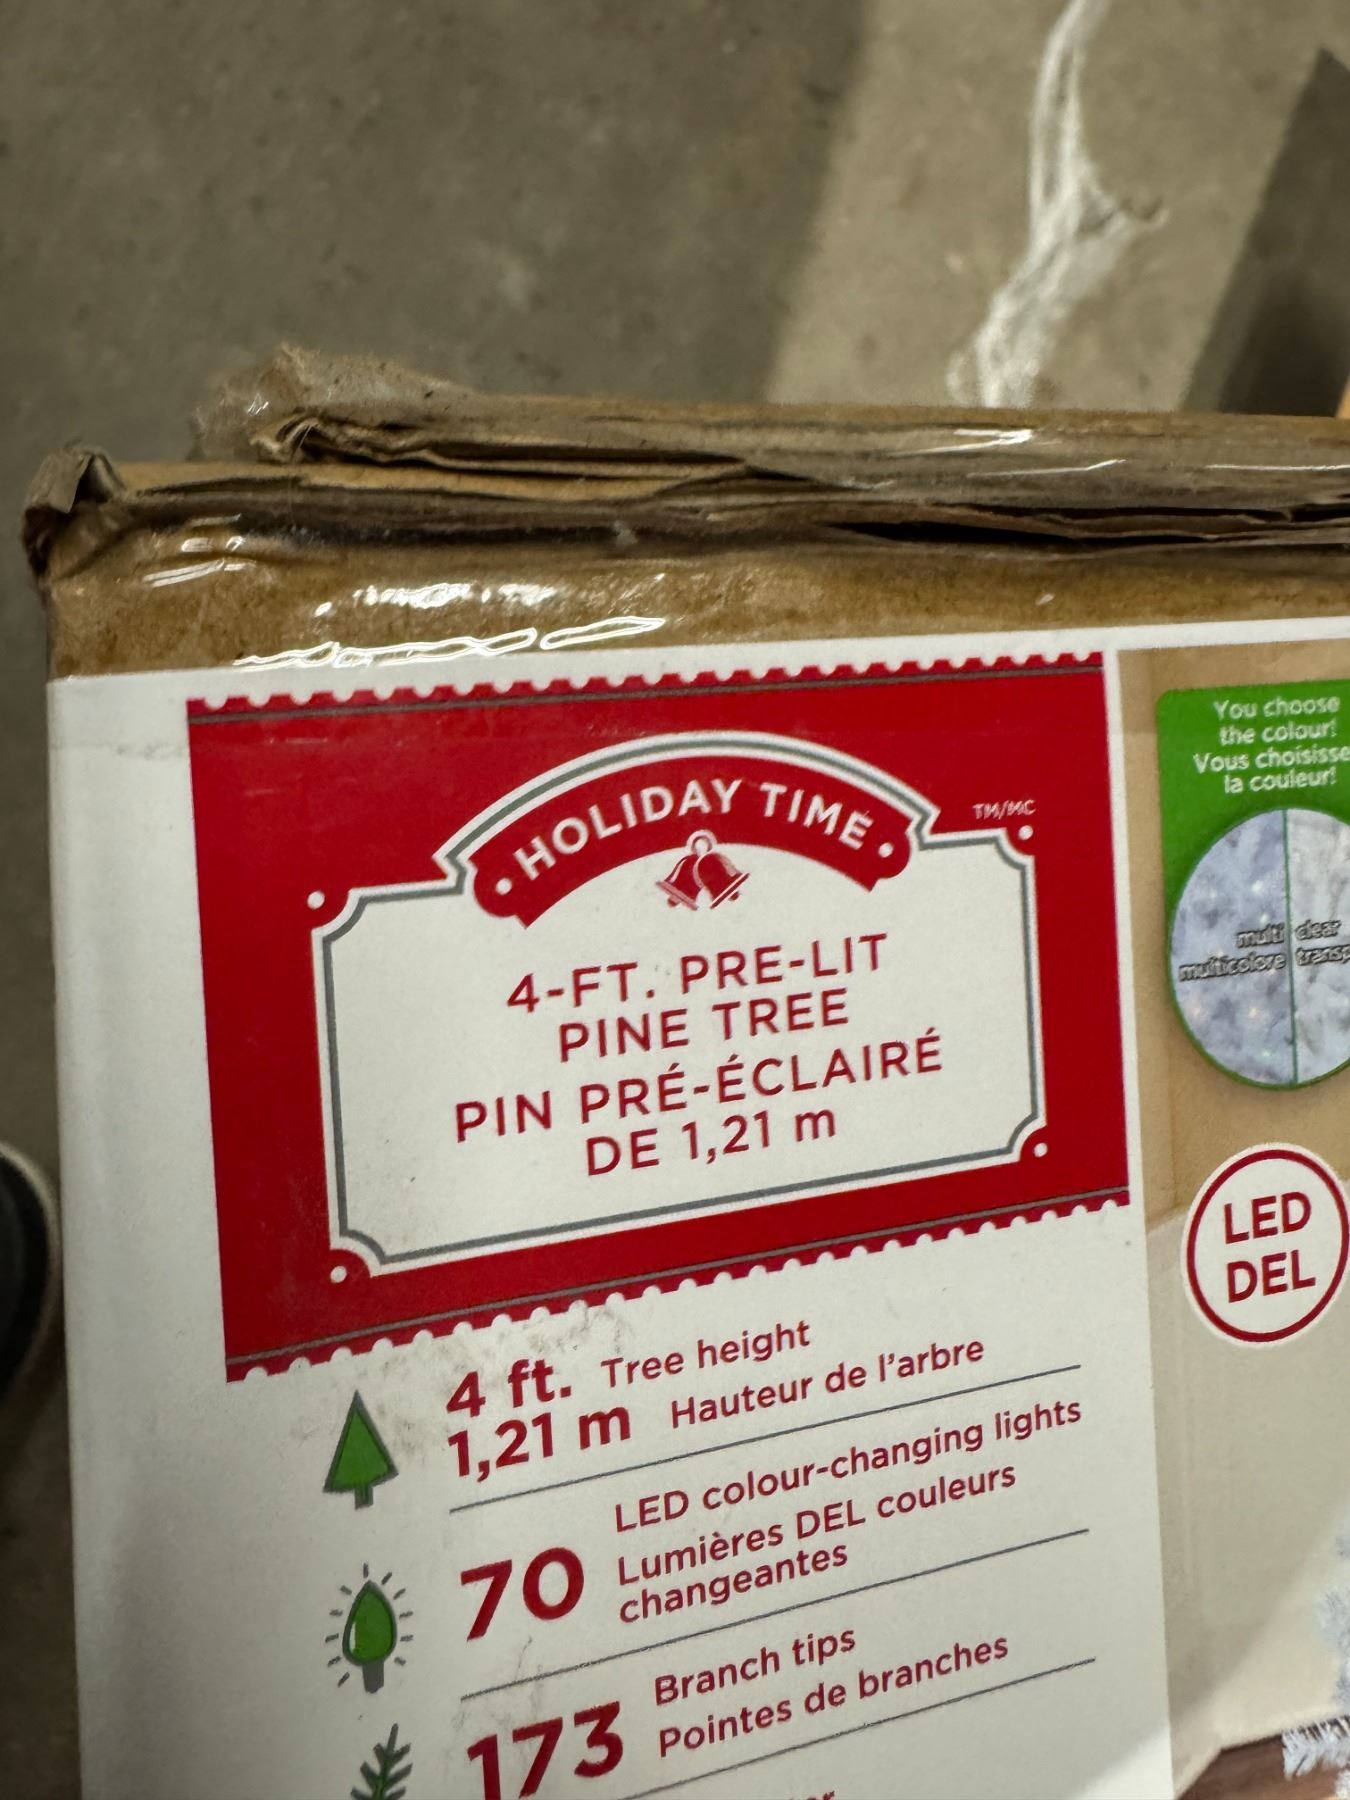 HOLIDAY TIME
TM/MC
4-FT. PRE-LIT
PINE TREE
PIN PRÉ-ÉCLAIRÉ
DE 1,21 m
You choose
the colour!
Vous choisisse
la couleur!
multi clear
multicolore transp
LED
DEL
4 ft. Tree height
1,21 m Hauteur de l'arbre
70 LED colour-changing lights
Lumières DEL couleurs
changeantes
173 Branch tips
Pointes de branches